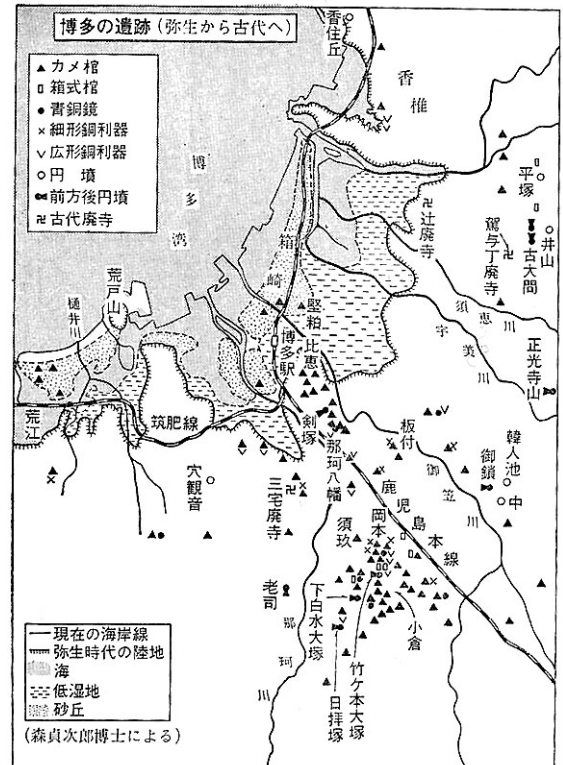 博多の遺跡(弥生から古代へ)
カメ棺
箱式棺
青銅鏡
細形銅利器
広形銅利器
円墳
前方後円墳
古代廃寺
香住丘
香椎
博多湾
箱崎
荒戸山
樋井川
荒江
筑肥線
博多駅
堅粕
比恵
辻廃寺
須恵川
宇美川
駕与丁廃寺
平塚
古大間
井山
正光寺山
剣塚
那珂八幡
板付
御笠川
韓人池
御鎖
中
穴観音
三宅廃寺
鹿児島本線
須玖
岡本
老司
那珂川
下白水大塚
竹ケ本大塚
日拝塚
小倉
現在の海岸線
弥生時代の陸地
海
低湿地
砂丘
(森貞次郎博士による)